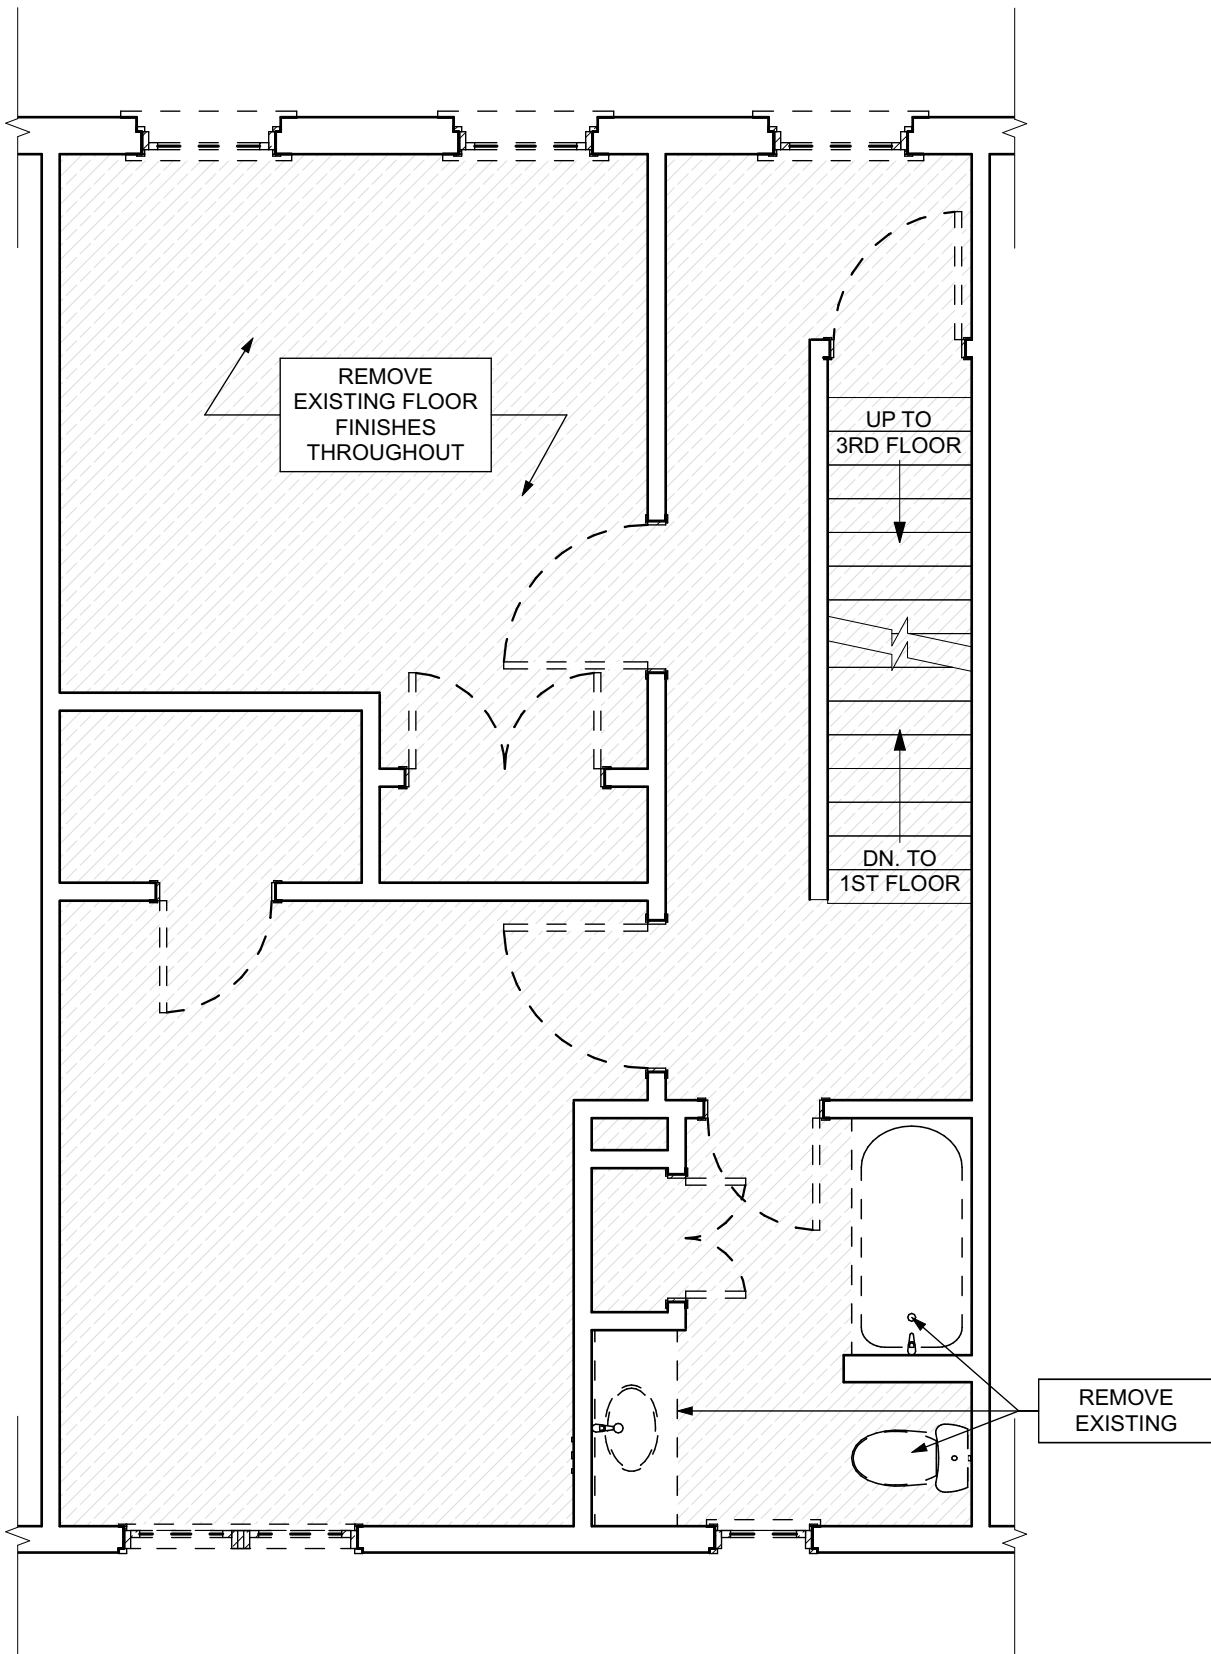 REMOVE
EXISTING FLOOR
FINISHES
THROUGHOUT
UP TO
3RD FLOOR
DN. TO
1ST FLOOR
REMOVE
EXISTING